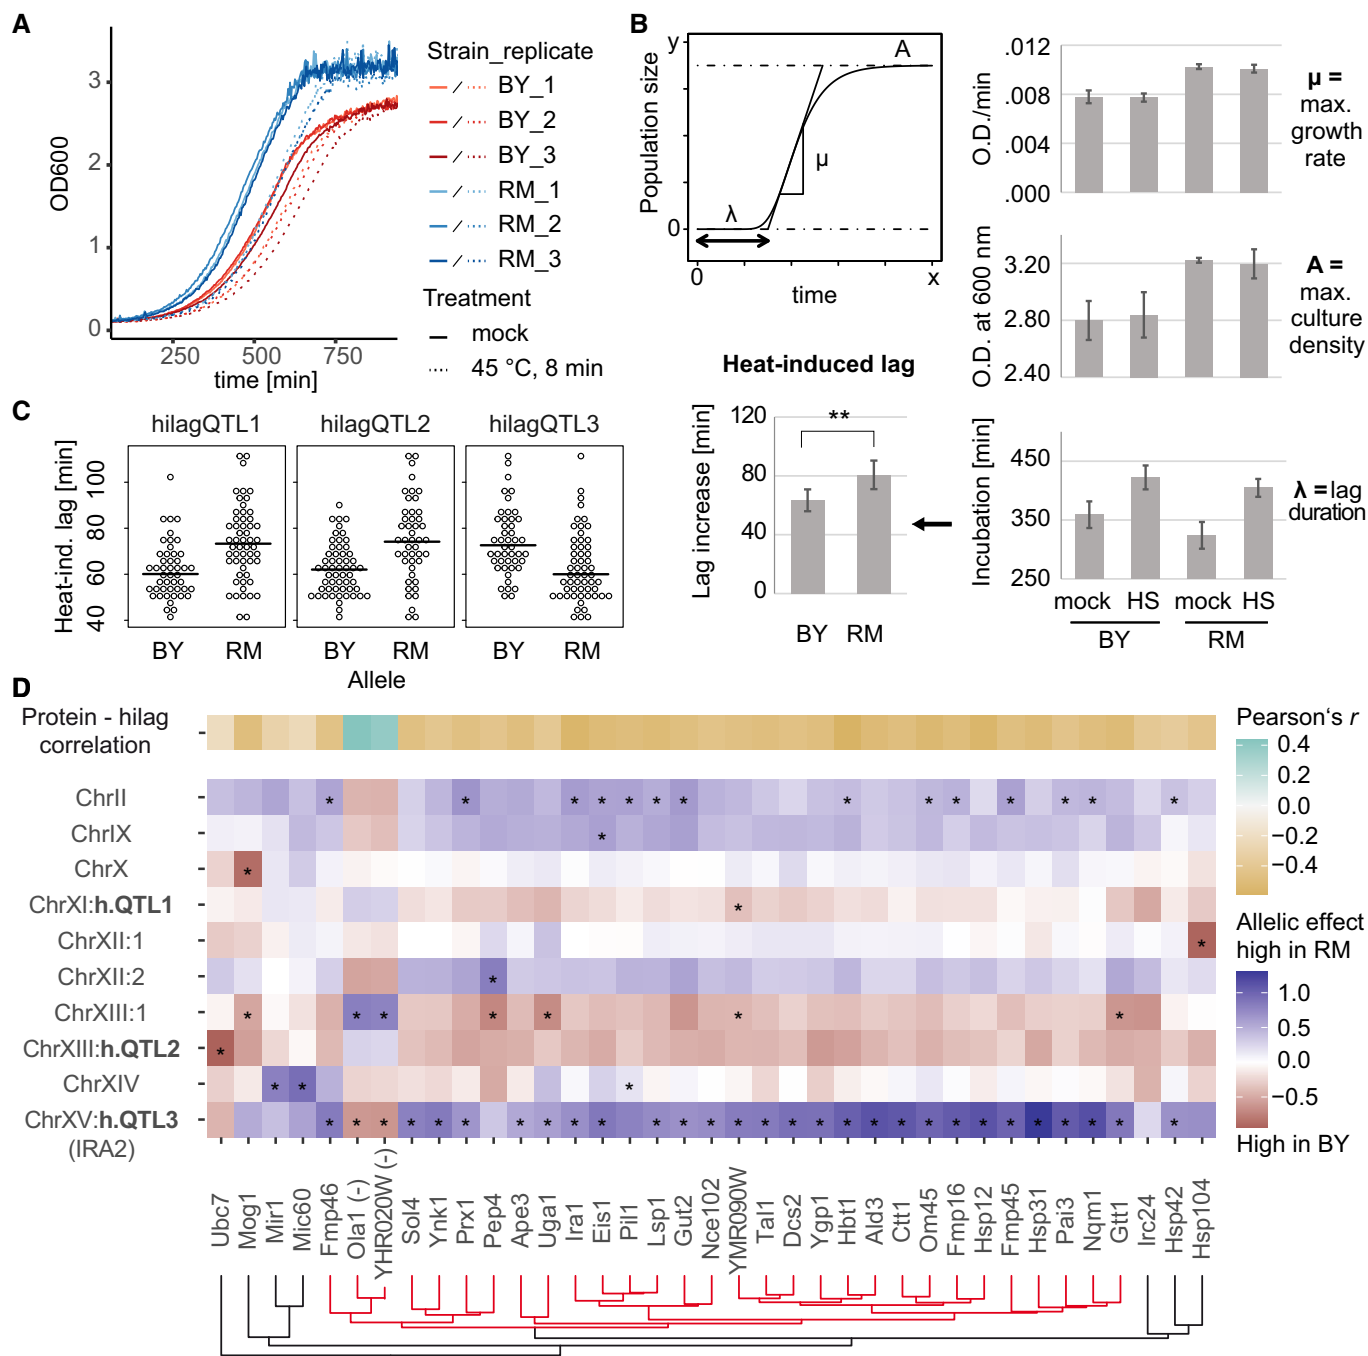 A
OD600
3
2
1
0
250
500
750
time [min]
Strain_replicate
BY_1
BY_2
BY_3
RM_1
RM_2
RM_3
Treatment
mock
45 °C, 8 min
B
y
Population size
0
A
μ
λ
0
x
time
O.D./min
.012
.008
.004
.000
μ =
max.
growth
rate
O.D. at 600 nm
3.20
2.80
2.40
A =
max.
culture
density
Heat-induced lag
Lag increase [min]
120
80
40
0
**
BY
RM
Incubation [min]
450
350
250
mock
HS
mock
HS
BY
RM
λ = lag
duration
C
Heat-ind. lag [min]
100
80
60
40
hilagQTL1
hilagQTL2
hilagQTL3
BY
RM
BY
RM
BY
RM
Allele
D
Protein - hilag
correlation
ChrII
ChrIX
ChrX
ChrXI:h.QTL1
ChrXII:1
ChrXII:2
ChrXIII:1
ChrXIII:h.QTL2
ChrXIV
ChrXV:h.QTL3
(IRA2)
Pearson's r
0.4
0.2
0.0
−0.2
−0.4
Allelic effect
high in RM
1.0
0.5
0.0
−0.5
−1.0
High in BY
Ubc7
Mog1
Mir1
Mic60
Fmp46
Ola1 (-)
YHR020W (-)
Sol4
Ynk1
Prx1
Pep4
Ape3
Uga1
Ira1
Eis1
Pil1
Lsp1
Gut2
Nce102
YMR090W
Tal1
Dcs2
Ygp1
Hbt1
Ald3
Ctt1
Om45
Fmp16
Hsp12
Fmp45
Hsp31
Pai3
Nqm1
Gtt1
Irc24
Hsp42
Hsp104